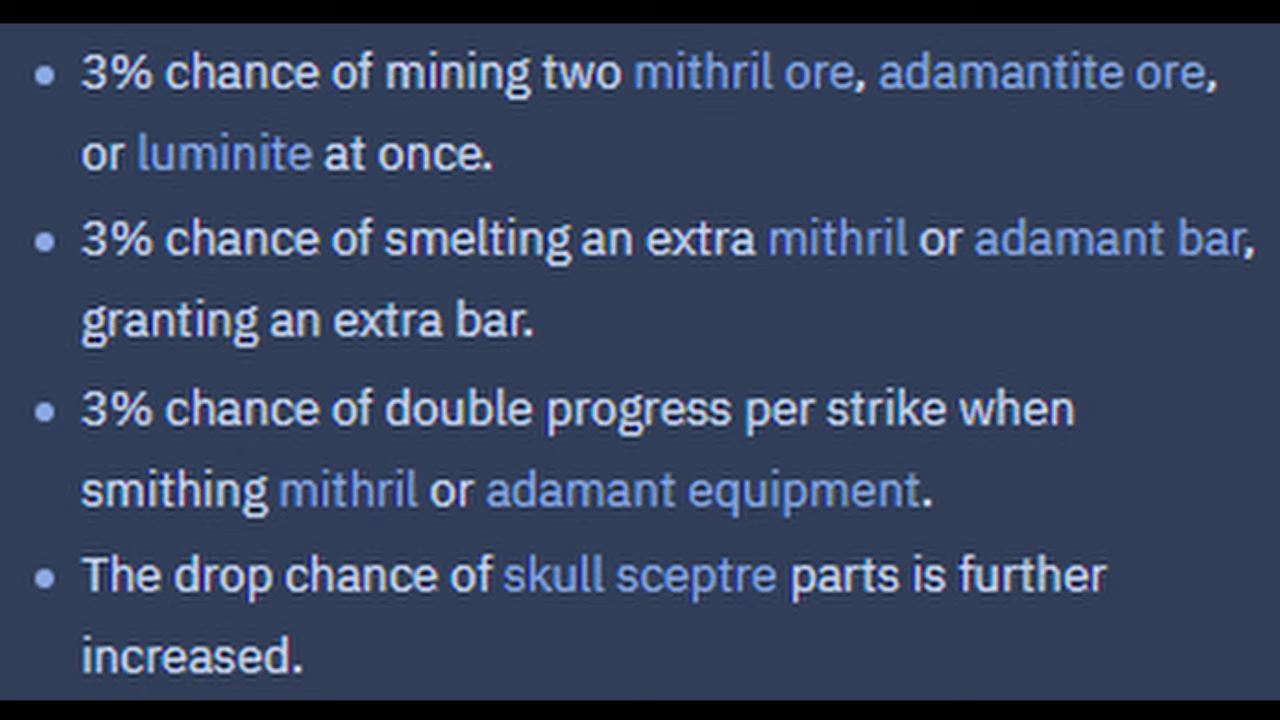 3% chance of mining two mithril ore, adamantite ore,
or luminite at once.
3% chance of smelting an extra mithril or adamant bar,
granting an extra bar.
3% chance of double progress per strike when
smithing mithril or adamant equipment.
The drop chance of skull sceptre parts is further
increased.